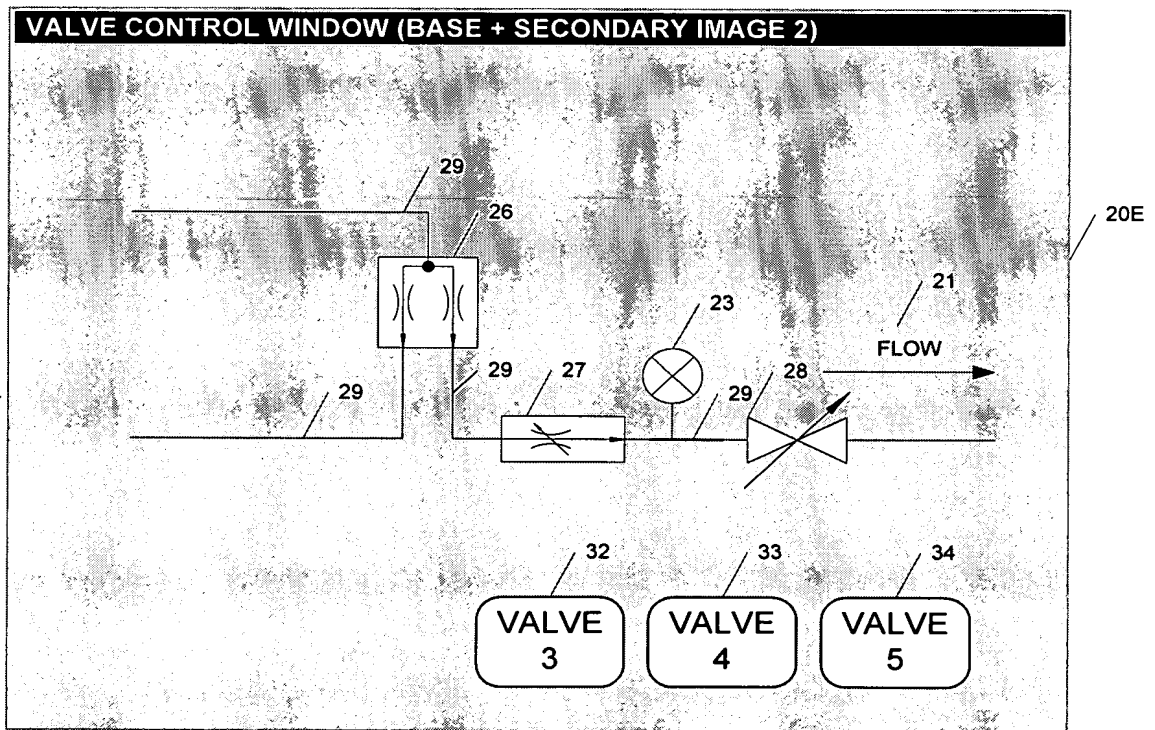 VALVE CONTROL WINDOW (BASE + SECONDARY IMAGE 2)
29
26
20E
23
21
FLOW
29
29
27
29
28
32
33
34
VALVE
3
VALVE
4
VALVE
5